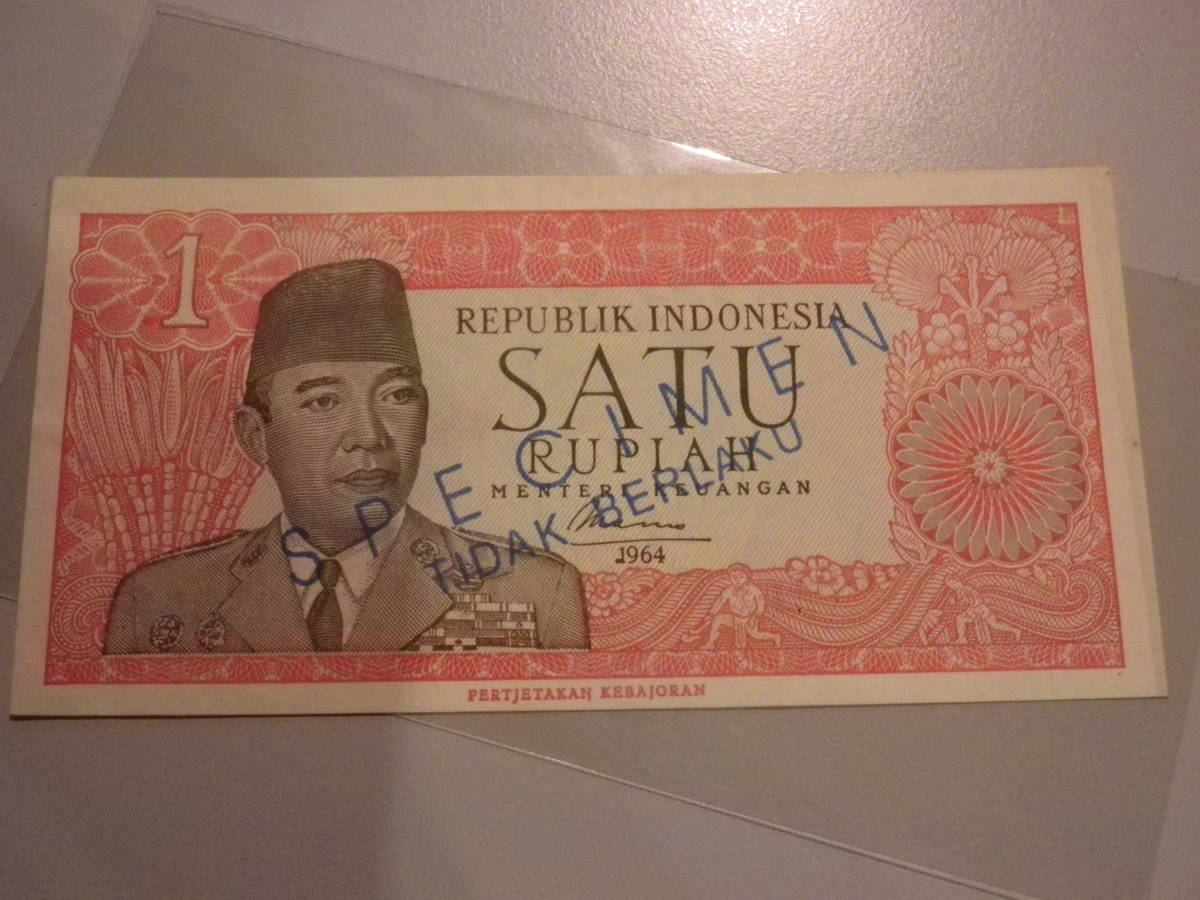 1
REPUBLIK INDONESIA
SATU
RUPIAH
MENTERI KEUANGAN
1964
SPECIMEN
TIDAK BERLAKU
PERTJETAKAN KEBAJORAN